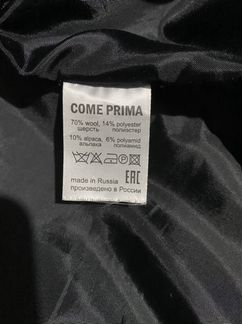 COME PRIMA
70% wool, 14% polyester
шерсть полиэстер
10% alpaca, 6% polyamid
альпака полиамид
made in Russia
произведено в России
EAC